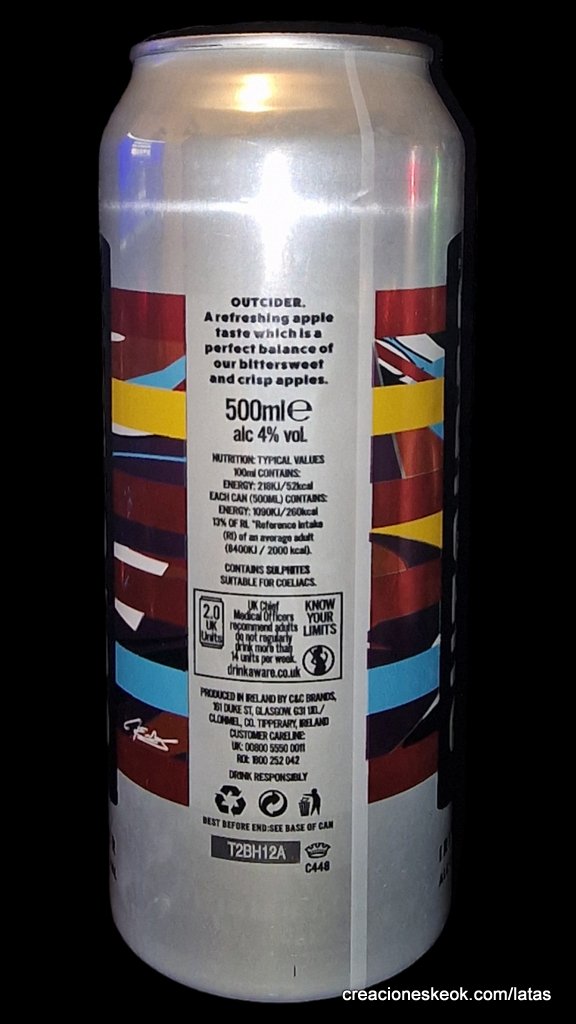 OUTCIDER.
A refreshing apple
taste which is a
perfect balance of
our bittersweet
and crisp apples.
500ml℮
alc 4% vol.
NUTRITION: TYPICAL VALUES
100ml CONTAINS:
ENERGY: 218KJ/52kcal
EACH CAN (500ML) CONTAINS:
ENERGY: 1090KJ/260kcal
13% OF RI. *Reference Intake
(RI) of an average adult
(8400KJ / 2000 kcal).
CONTAINS SULPHITES
SUITABLE FOR COELIACS.
2.0
UK
Units
UK Chief
Medical Officers
recommend adults
do not regularly
drink more than
14 units per week.
KNOW
YOUR
LIMITS
drinkaware.co.uk
PRODUCED IN IRELAND BY C&C BRANDS,
161 DUKE ST, GLASGOW, G31 1JD./
CLONMEL, CO. TIPPERARY, IRELAND
CUSTOMER CARELINE:
UK: 00800 5550 0011
ROI: 1800 252 042
DRINK RESPONSIBLY
BEST BEFORE END:SEE BASE OF CAN
T2BH12A
C448
creacioneskeok.com/latas